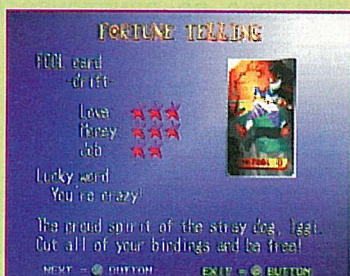 FORTUNE TELLING
FOOL card
-drift-
Love ★★★
Money ★★★
Job ★★
Lucky word
You're crazy!
The proud spirit of the stray dog, Iggi.
Cut all of your bindings and be free!
NEXT = BUTTON EXIT = BUTTON